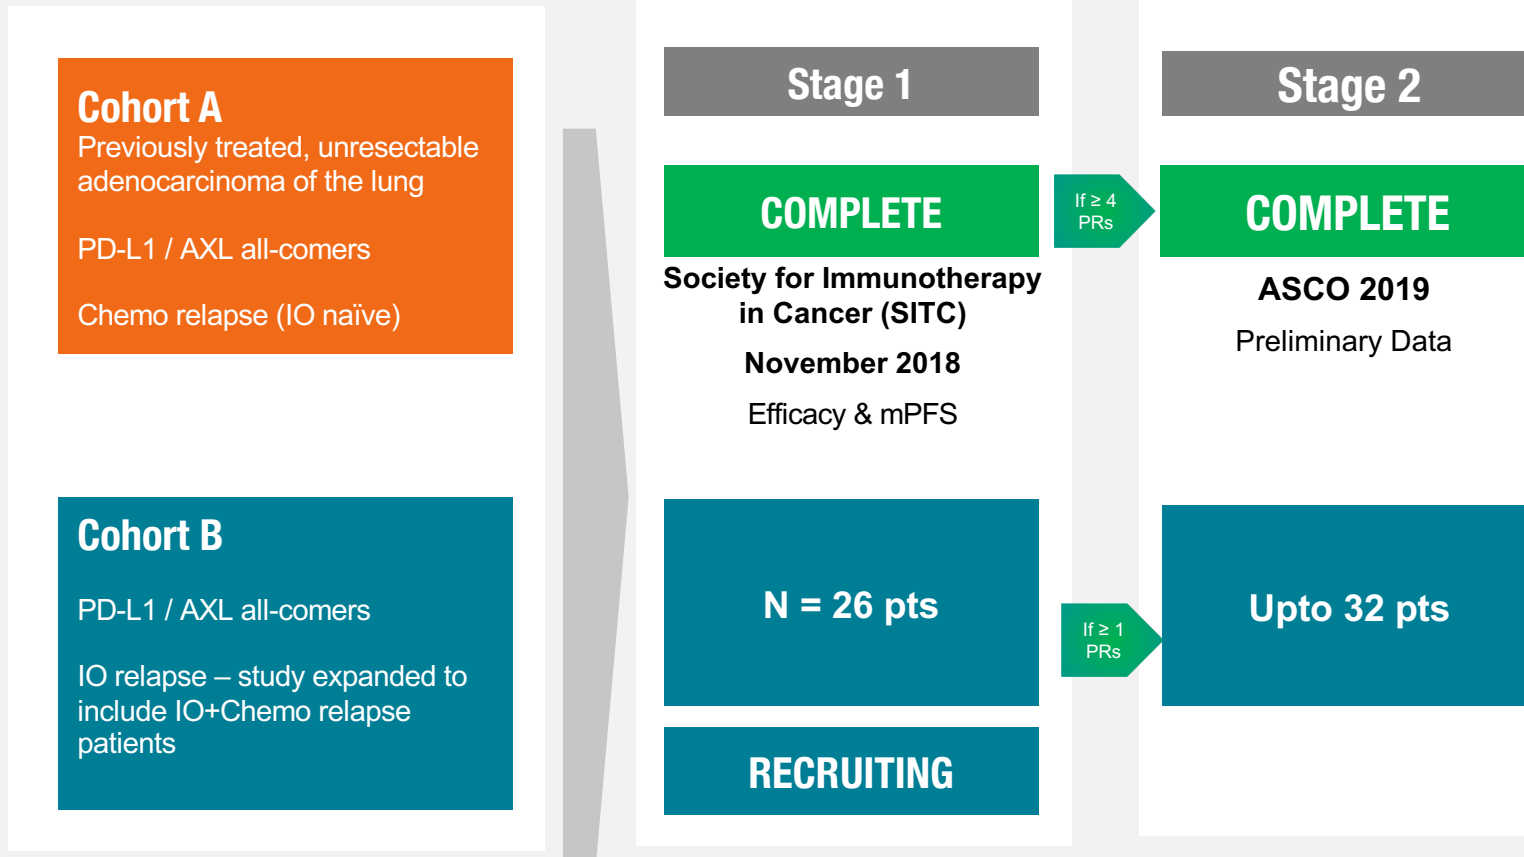 Cohort A
Previously treated, unresectable
adenocarcinoma of the lung
PD-L1 / AXL all-comers
Chemo relapse (IO naïve)
Cohort B
PD-L1 / AXL all-comers
IO relapse – study expanded to
include IO+Chemo relapse
patients
Stage 1
COMPLETE
Society for Immunotherapy
in Cancer (SITC)
November 2018
Efficacy & mPFS
N = 26 pts
RECRUITING
If ≥ 4
PRs
If ≥ 1
PRs
Stage 2
COMPLETE
ASCO 2019
Preliminary Data
Upto 32 pts